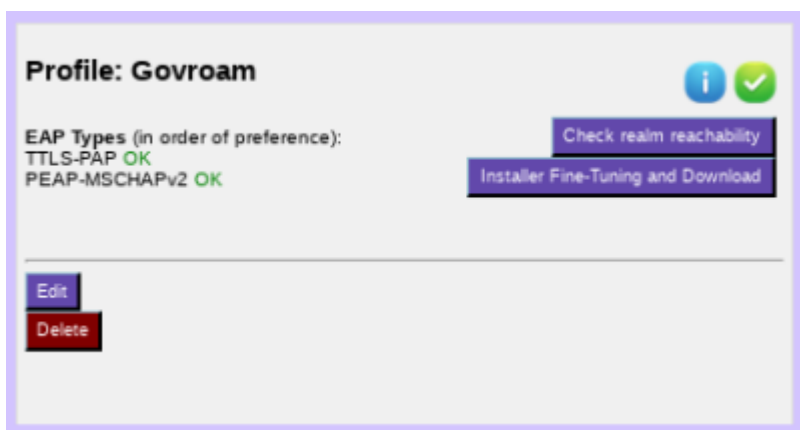 Profile: Govroam
i
EAP Types (in order of preference):
TTLS-PAP OK
PEAP-MSCHAPv2 OK
Check realm reachability
Installer Fine-Tuning and Download
Edit
Delete